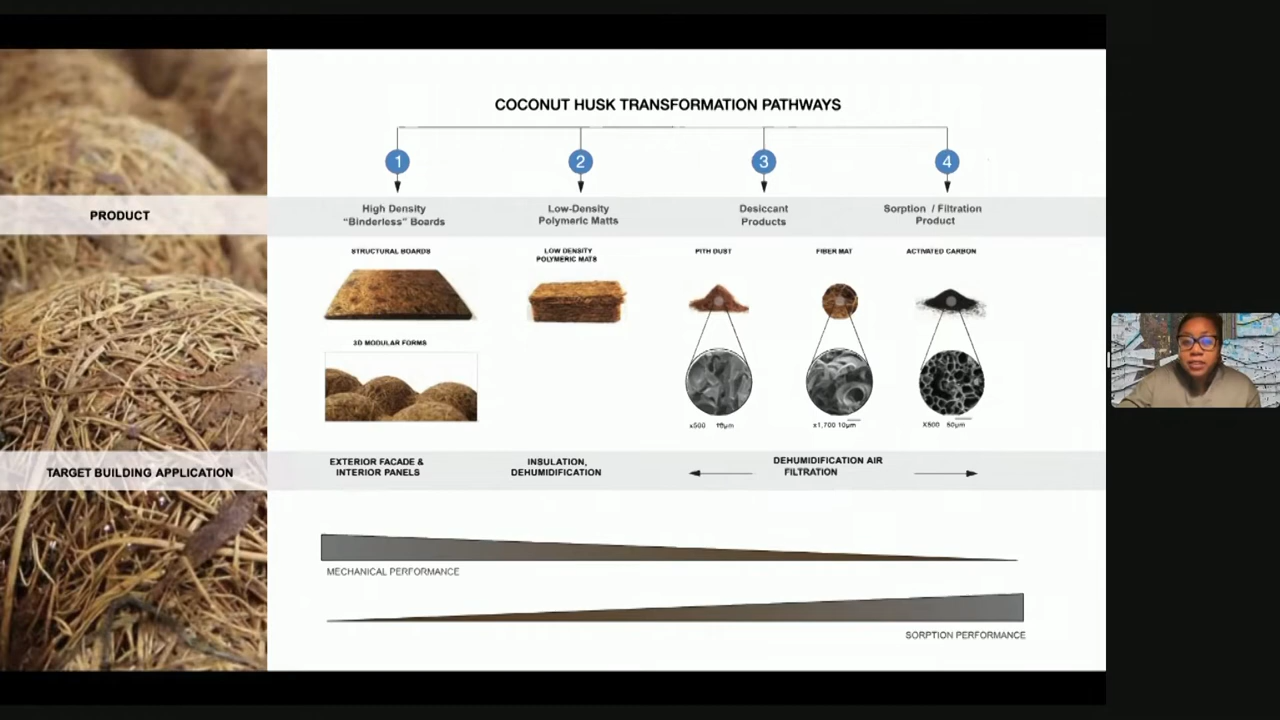 COCONUT HUSK TRANSFORMATION PATHWAYS
1 2 3 4
PRODUCT
High Density
"Binderless" Boards
Low-Density
Polymeric Matts
Desiccant
Products
Sorption / Filtration
Product
STRUCTURAL BOARDS
LOW DENSITY
POLYMERIC MATS
PITH DUST
FIBER MAT
ACTIVATED CARBON
3D MODULAR FORMS
x500 10µm
x1,700 10µm
X500 50µm
TARGET BUILDING APPLICATION
EXTERIOR FACADE &
INTERIOR PANELS
INSULATION,
DEHUMIDIFICATION
DEHUMIDIFICATION AIR
FILTRATION
MECHANICAL PERFORMANCE
SORPTION PERFORMANCE